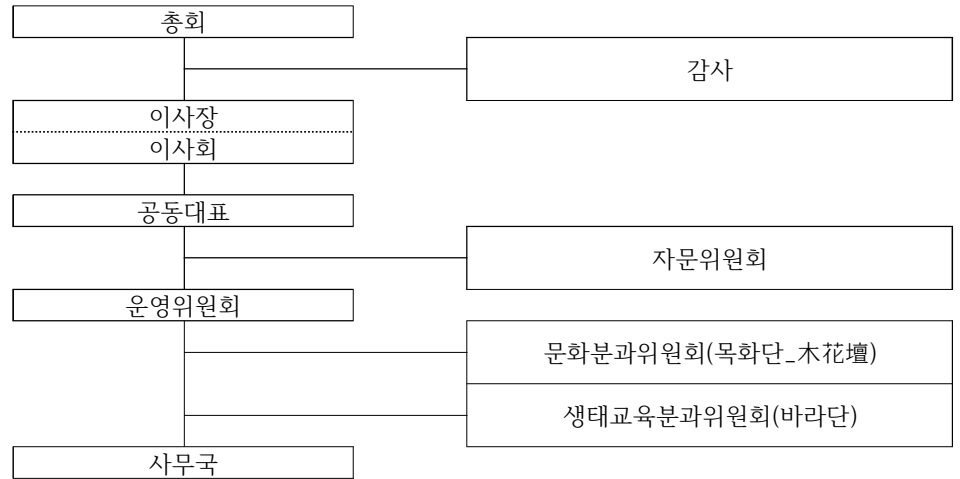 총회
감사
이사장
이사회
공동대표
자문위원회
운영위원회
문화분과위원회(목화단_木花壇)
생태교육분과위원회(바라단)
사무국